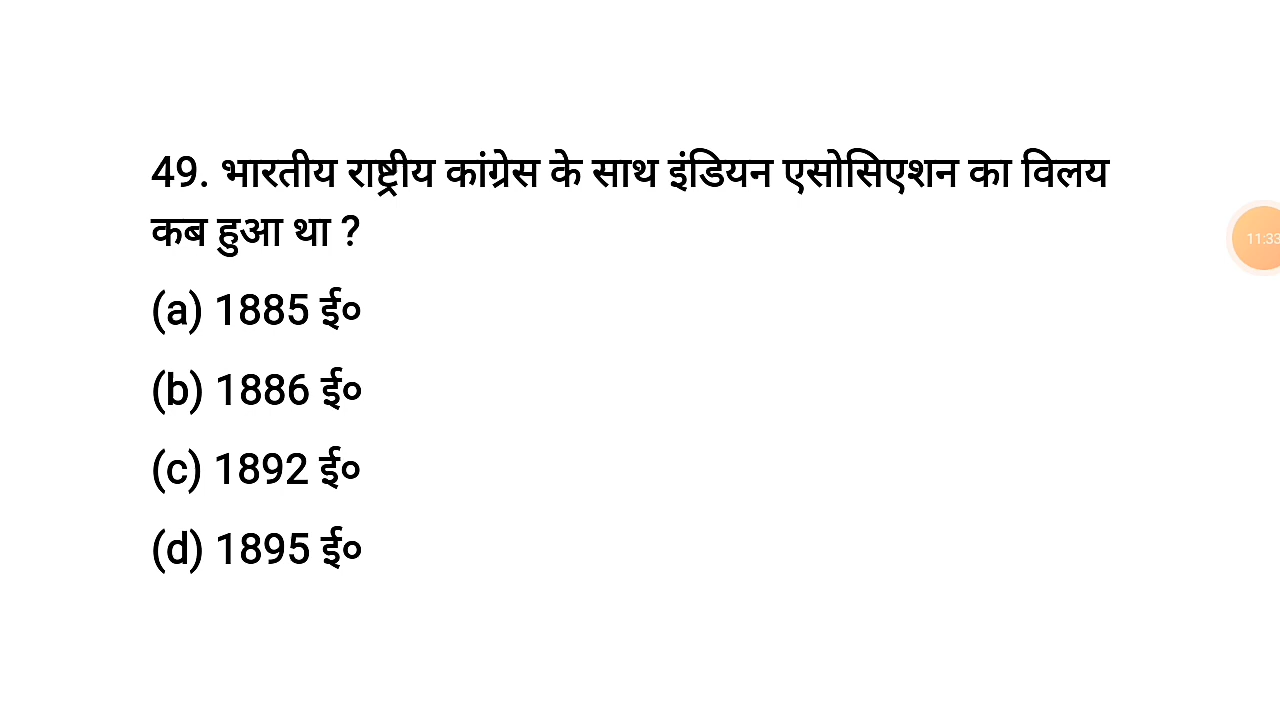 49. भारतीय राष्ट्रीय कांग्रेस के साथ इंडियन एसोसिएशन का विलय
कब हुआ था ?
(a) 1885 ई०
(b) 1886 ई०
(c) 1892 ई०
(d) 1895 ई०
11:33